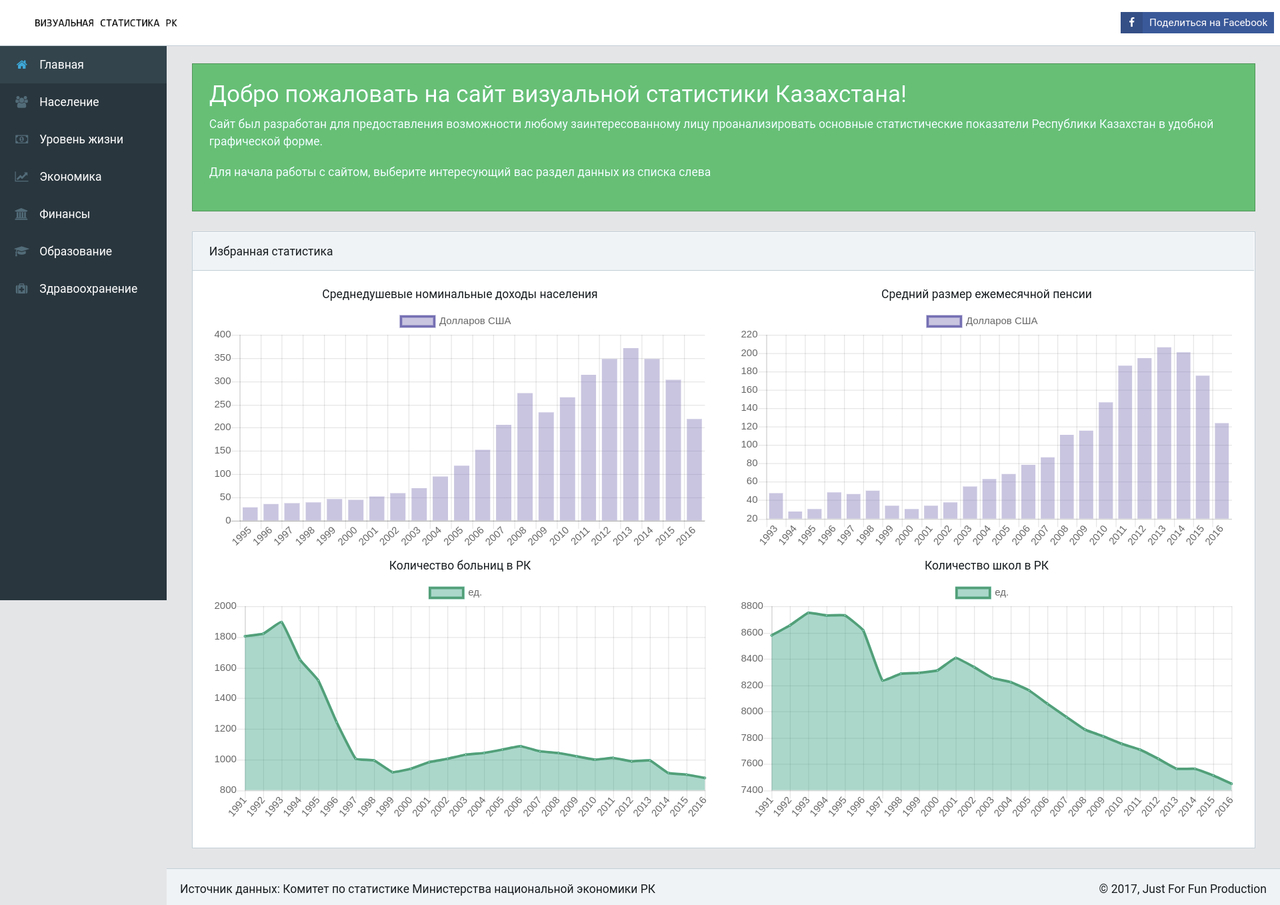 ВИЗУАЛЬНАЯ СТАТИСТИКА РК
Поделиться на Facebook
Главная
Население
Уровень жизни
Экономика
Финансы
Образование
Здравоохранение
Добро пожаловать на сайт визуальной статистики Казахстана!
Сайт был разработан для предоставления возможности любому заинтересованному лицу проанализировать основные статистические показатели Республики Казахстан в удобной
графической форме.
Для начала работы с сайтом, выберите интересующий вас раздел данных из списка слева
Избранная статистика
Среднедушевые номинальные доходы населения
Долларов США
400
350
300
250
200
150
100
50
0
1995 1996 1997 1998 1999 2000 2001 2002 2003 2004 2005 2006 2007 2008 2009 2010 2011 2012 2013 2014 2015 2016
Средний размер ежемесячной пенсии
Долларов США
220
200
180
160
140
120
100
80
60
40
20
1993 1994 1995 1996 1997 1998 1999 2000 2001 2002 2003 2004 2005 2006 2007 2008 2009 2010 2011 2012 2013 2014 2015 2016
Количество больниц в РК
ед.
2000
1800
1600
1400
1200
1000
800
1991 1992 1993 1994 1995 1996 1997 1998 1999 2000 2001 2002 2003 2004 2005 2006 2007 2008 2009 2010 2011 2012 2013 2014 2015 2016
Количество школ в РК
ед.
8800
8600
8400
8200
8000
7800
7600
7400
1991 1992 1993 1994 1995 1996 1997 1998 1999 2000 2001 2002 2003 2004 2005 2006 2007 2008 2009 2010 2011 2012 2013 2014 2015 2016
Источник данных: Комитет по статистике Министерства национальной экономики РК
© 2017, Just For Fun Production